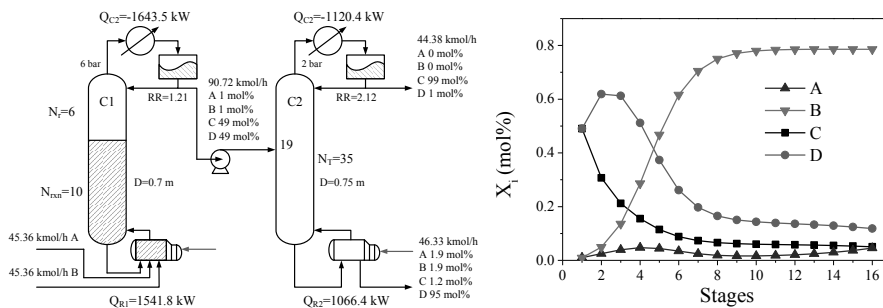 Q_C2=-1643.5 kW
6 bar
C1
N_r=6
RR=1.21
N_rxn=10
D=0.7 m
45.36 kmol/h A
45.36 kmol/h B
Q_R1=1541.8 kW
90.72 kmol/h
A 1 mol%
B 1 mol%
C 49 mol%
D 49 mol%
Q_C2=-1120.4 kW
2 bar
C2
19
N_T=35
D=0.75 m
RR=2.12
44.38 kmol/h
A 0 mol%
B 0 mol%
C 99 mol%
D 1 mol%
46.33 kmol/h
A 1.9 mol%
B 1.9 mol%
C 1.2 mol%
D 95 mol%
Q_R2=1066.4 kW
X_i (mol%)
0.8
0.6
0.4
0.2
0.0
A
B
C
D
0 2 4 6 8 10 12 14 16
Stages